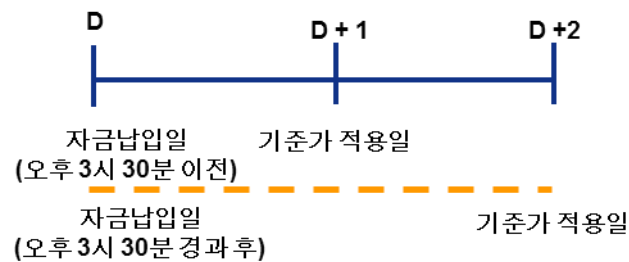 D D + 1 D +2
자금납입일 기준가 적용일
(오후 3시 30분 이전)
자금납입일 기준가 적용일
(오후 3시 30분 경과 후)